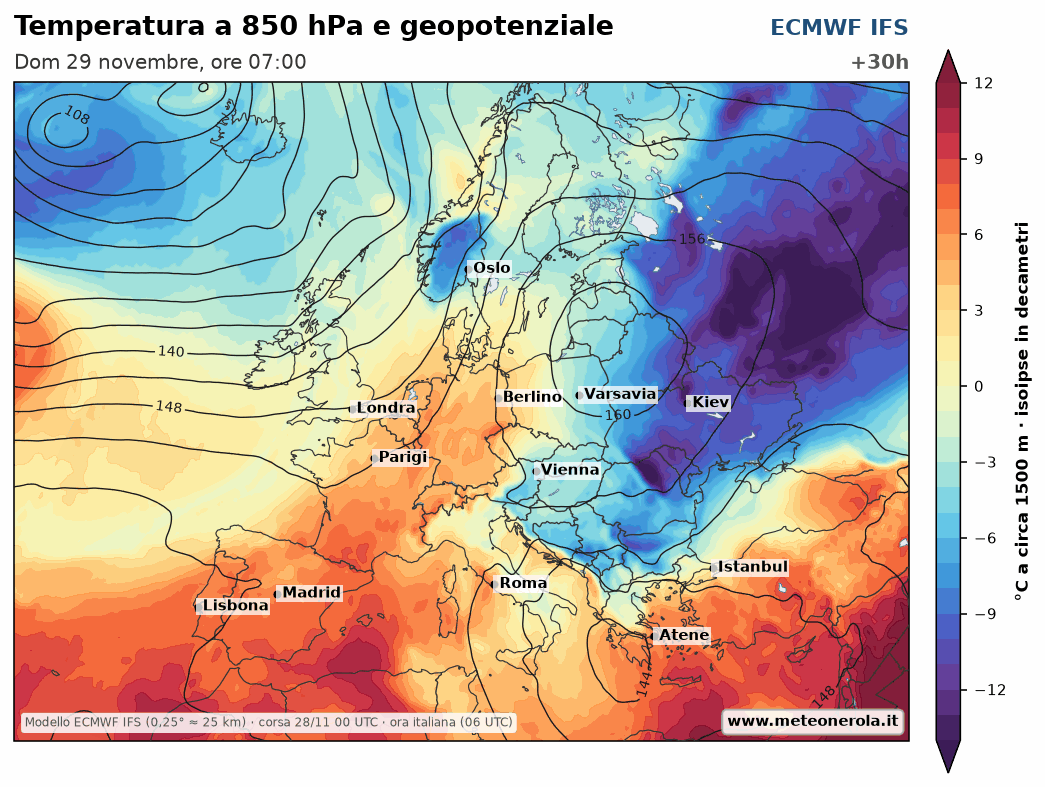 Temperatura a 850 hPa e geopotenziale
ECMWF IFS
Dom 29 novembre, ore 07:00
+30h
108
156
140
148
160
144
148
Oslo
Berlino
Varsavia
Kiev
Londra
Parigi
Vienna
Istanbul
Roma
Madrid
Lisbona
Atene
12
9
6
3
0
−3
−6
−9
−12
°C a circa 1500 m · isoipse in decametri
Modello ECMWF IFS (0,25° ≈ 25 km) · corsa 28/11 00 UTC · ora italiana (06 UTC)
www.meteonerola.it